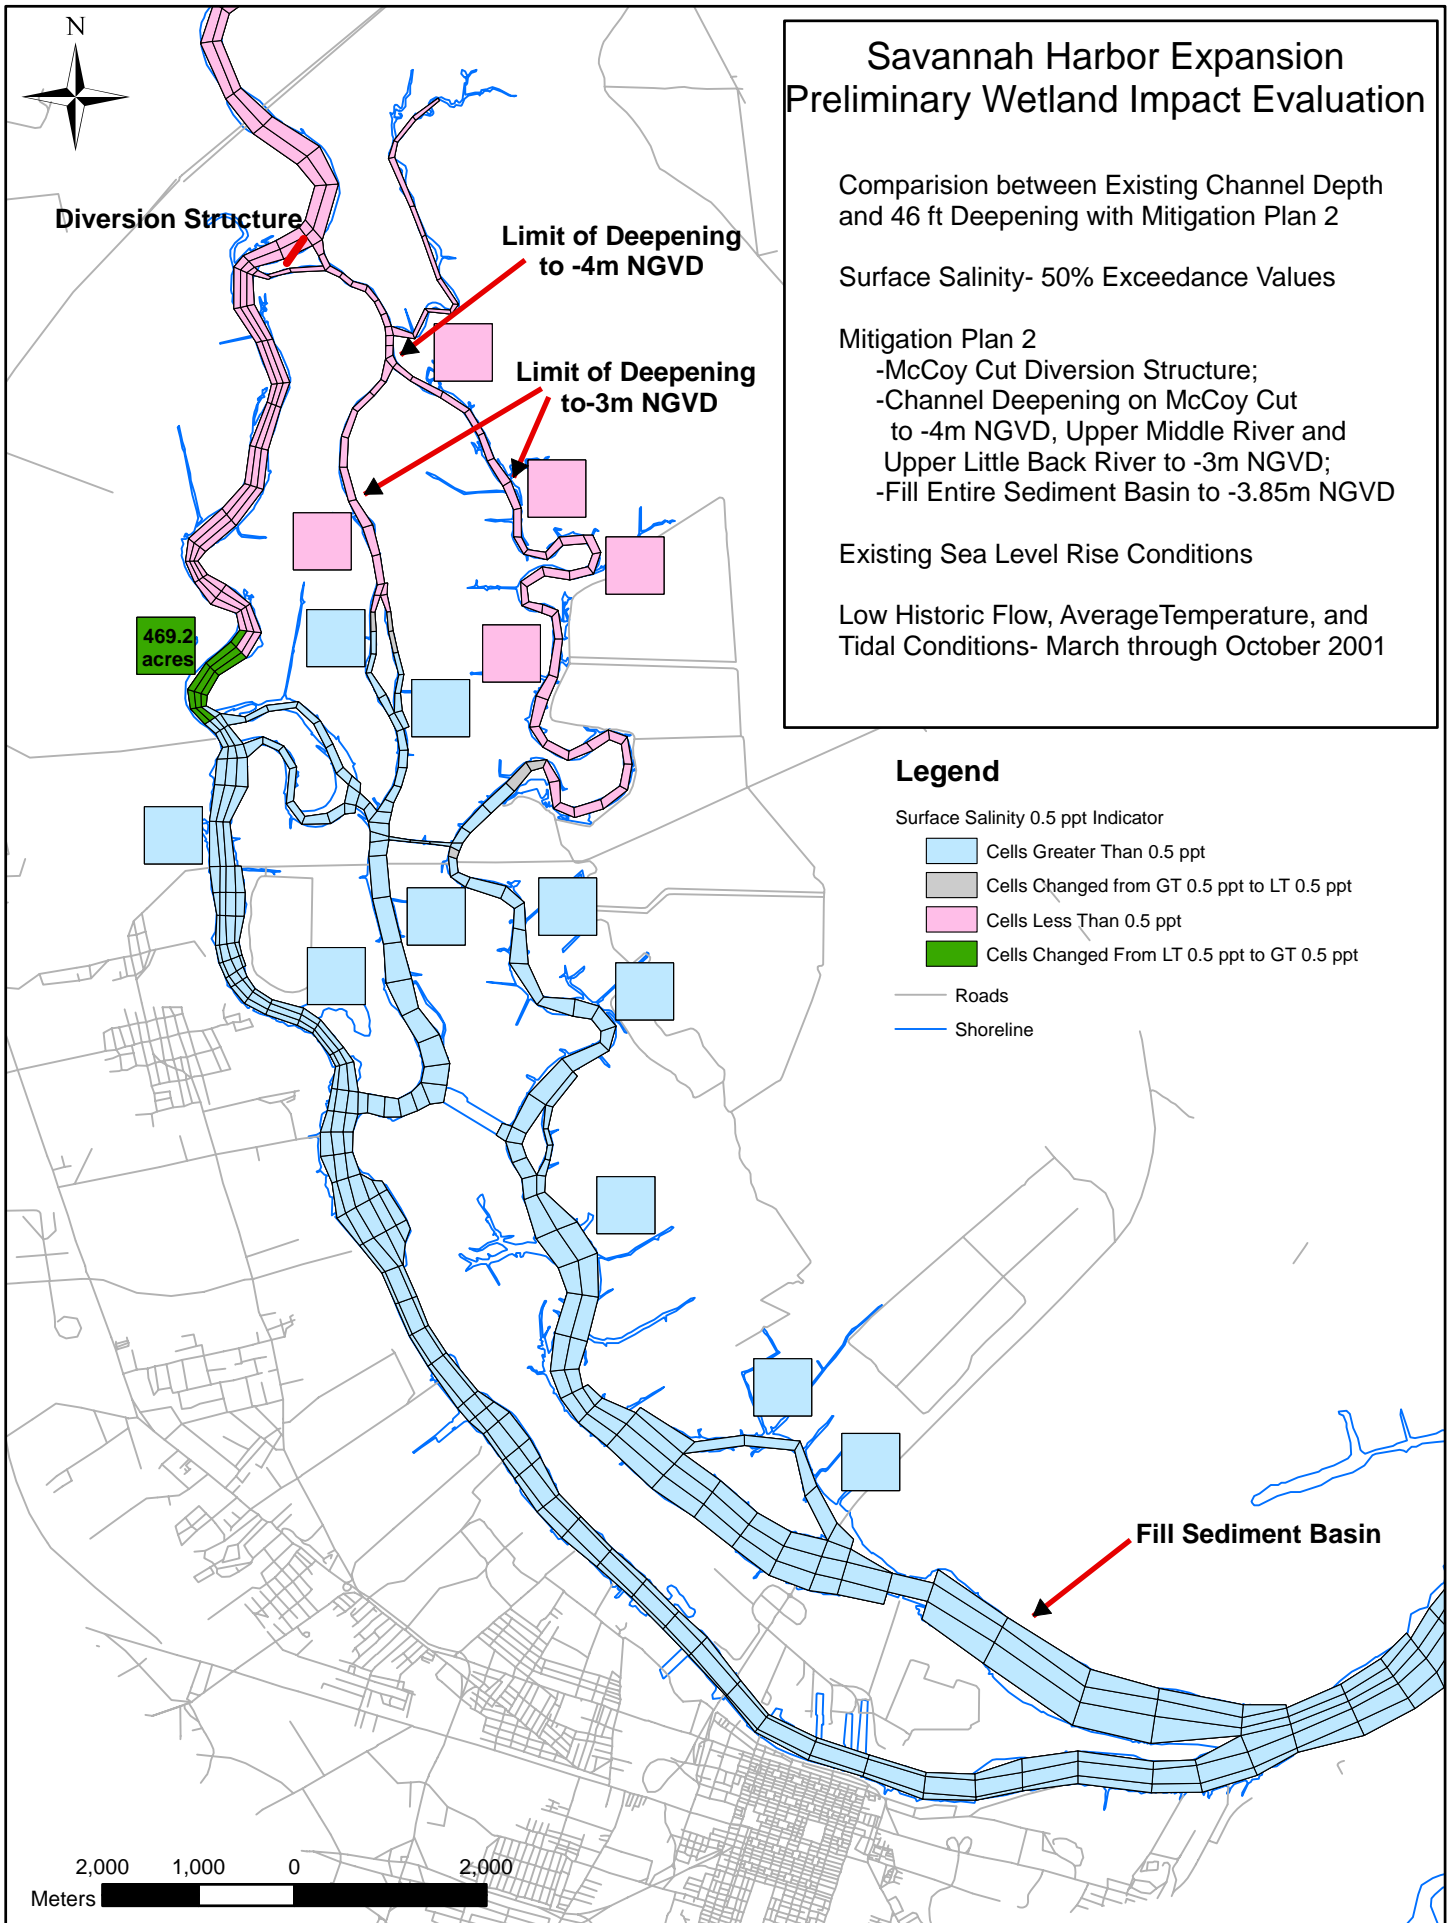 N
Savannah Harbor Expansion
Preliminary Wetland Impact Evaluation
Comparision between Existing Channel Depth
and 46 ft Deepening with Mitigation Plan 2
Surface Salinity- 50% Exceedance Values
Mitigation Plan 2
-McCoy Cut Diversion Structure;
-Channel Deepening on McCoy Cut
to -4m NGVD, Upper Middle River and
Upper Little Back River to -3m NGVD;
-Fill Entire Sediment Basin to -3.85m NGVD
Existing Sea Level Rise Conditions
Low Historic Flow, AverageTemperature, and
Tidal Conditions- March through October 2001
Diversion Structure
Limit of Deepening
to -4m NGVD
Limit of Deepening
to-3m NGVD
469.2
acres
Legend
Surface Salinity 0.5 ppt Indicator
Cells Greater Than 0.5 ppt
Cells Changed from GT 0.5 ppt to LT 0.5 ppt
Cells Less Than 0.5 ppt
Cells Changed From LT 0.5 ppt to GT 0.5 ppt
Roads
Shoreline
Fill Sediment Basin
2,000 1,000 0 2,000
Meters